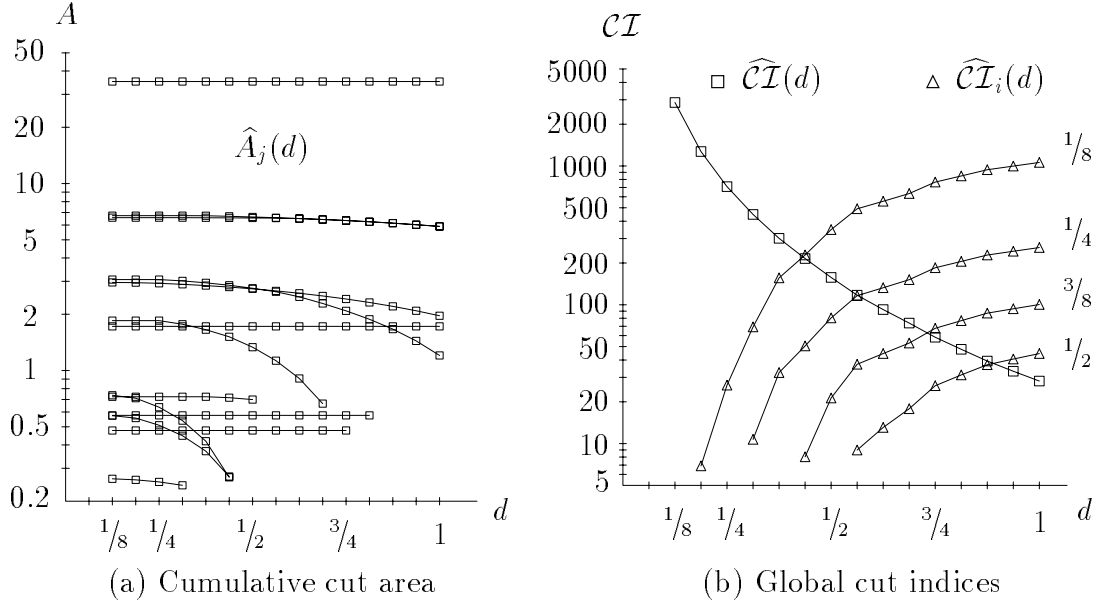 A
50
20
10
5
2
1
0.5
0.2
Â_j(d)
1/8 1/4 1/2 3/4 1 d
(a) Cumulative cut area
CI
5000
2000
1000
500
200
100
50
20
10
5
□ ĈI(d) △ ĈI_i(d)
1/8
1/4
3/8
1/2
1/8 1/4 1/2 3/4 1 d
(b) Global cut indices